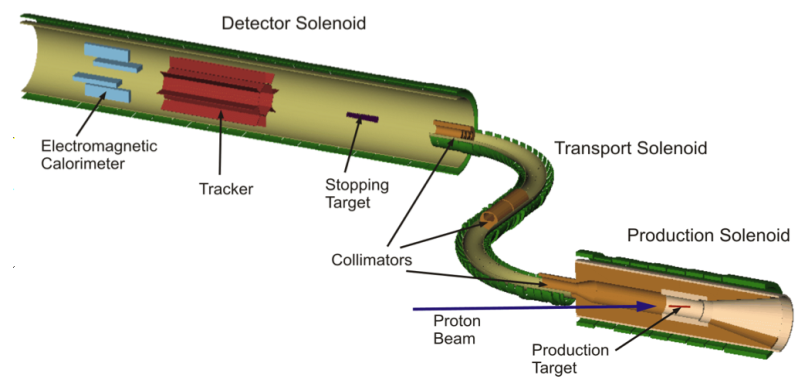 Detector Solenoid
Electromagnetic
Calorimeter
Tracker
Stopping
Target
Transport Solenoid
Collimators
Production Solenoid
Proton
Beam
Production
Target